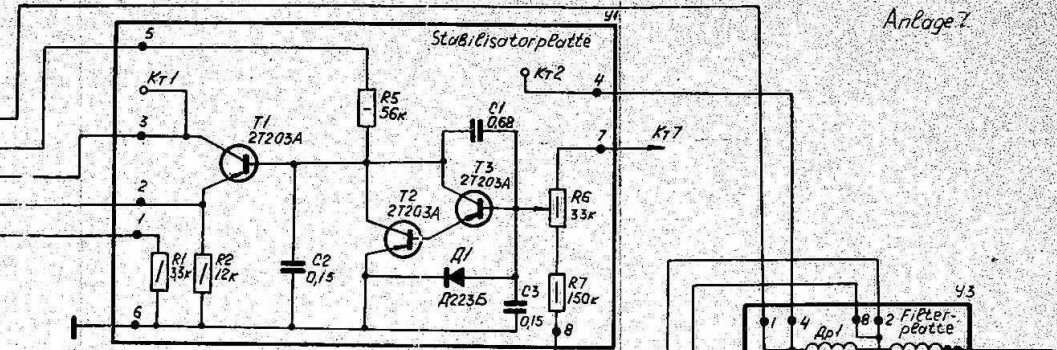 У1
Anlage 7
Stabilisatorplatte
5
Кт1
3
T1
2Т203А
2
1
R1
33к
R2
12к
6
C2
0,15
R5
56к
C1
0,68
T3
2Т203А
T2
2Т203А
Д1
Д223Б
C3
0,15
Кт2
4
7
Кт7
R6
33к
R7
150к
8
У3
1
4
8
2
Filter-
platte
Др1